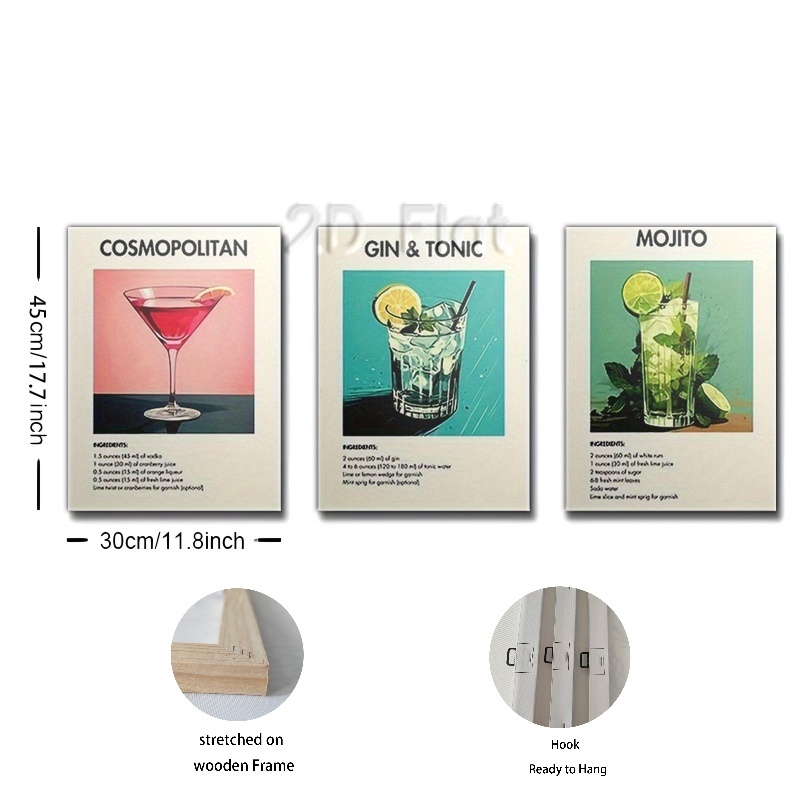 2D Flat
COSMOPOLITAN
INGREDIENTS:
1.5 ounces (45 ml) of vodka
1 ounce (30 ml) of cranberry juice
0.5 ounces (15 ml) of orange liqueur
0.5 ounces (15 ml) of fresh lime juice
Lime twist or cranberries for garnish (optional)
GIN & TONIC
INGREDIENTS:
2 ounces (60 ml) of gin
4 to 6 ounces (120 to 180 ml) of tonic water
Lime or lemon wedge for garnish
Mint sprig for garnish (optional)
MOJITO
INGREDIENTS:
2 ounces (60 ml) of white rum
1 ounce (30 ml) of fresh lime juice
2 teaspoons of sugar
6-8 fresh mint leaves
Soda water
Lime slice and mint sprig for garnish
45cm/17.7inch
30cm/11.8inch
stretched on
wooden Frame
Hook
Ready to Hang